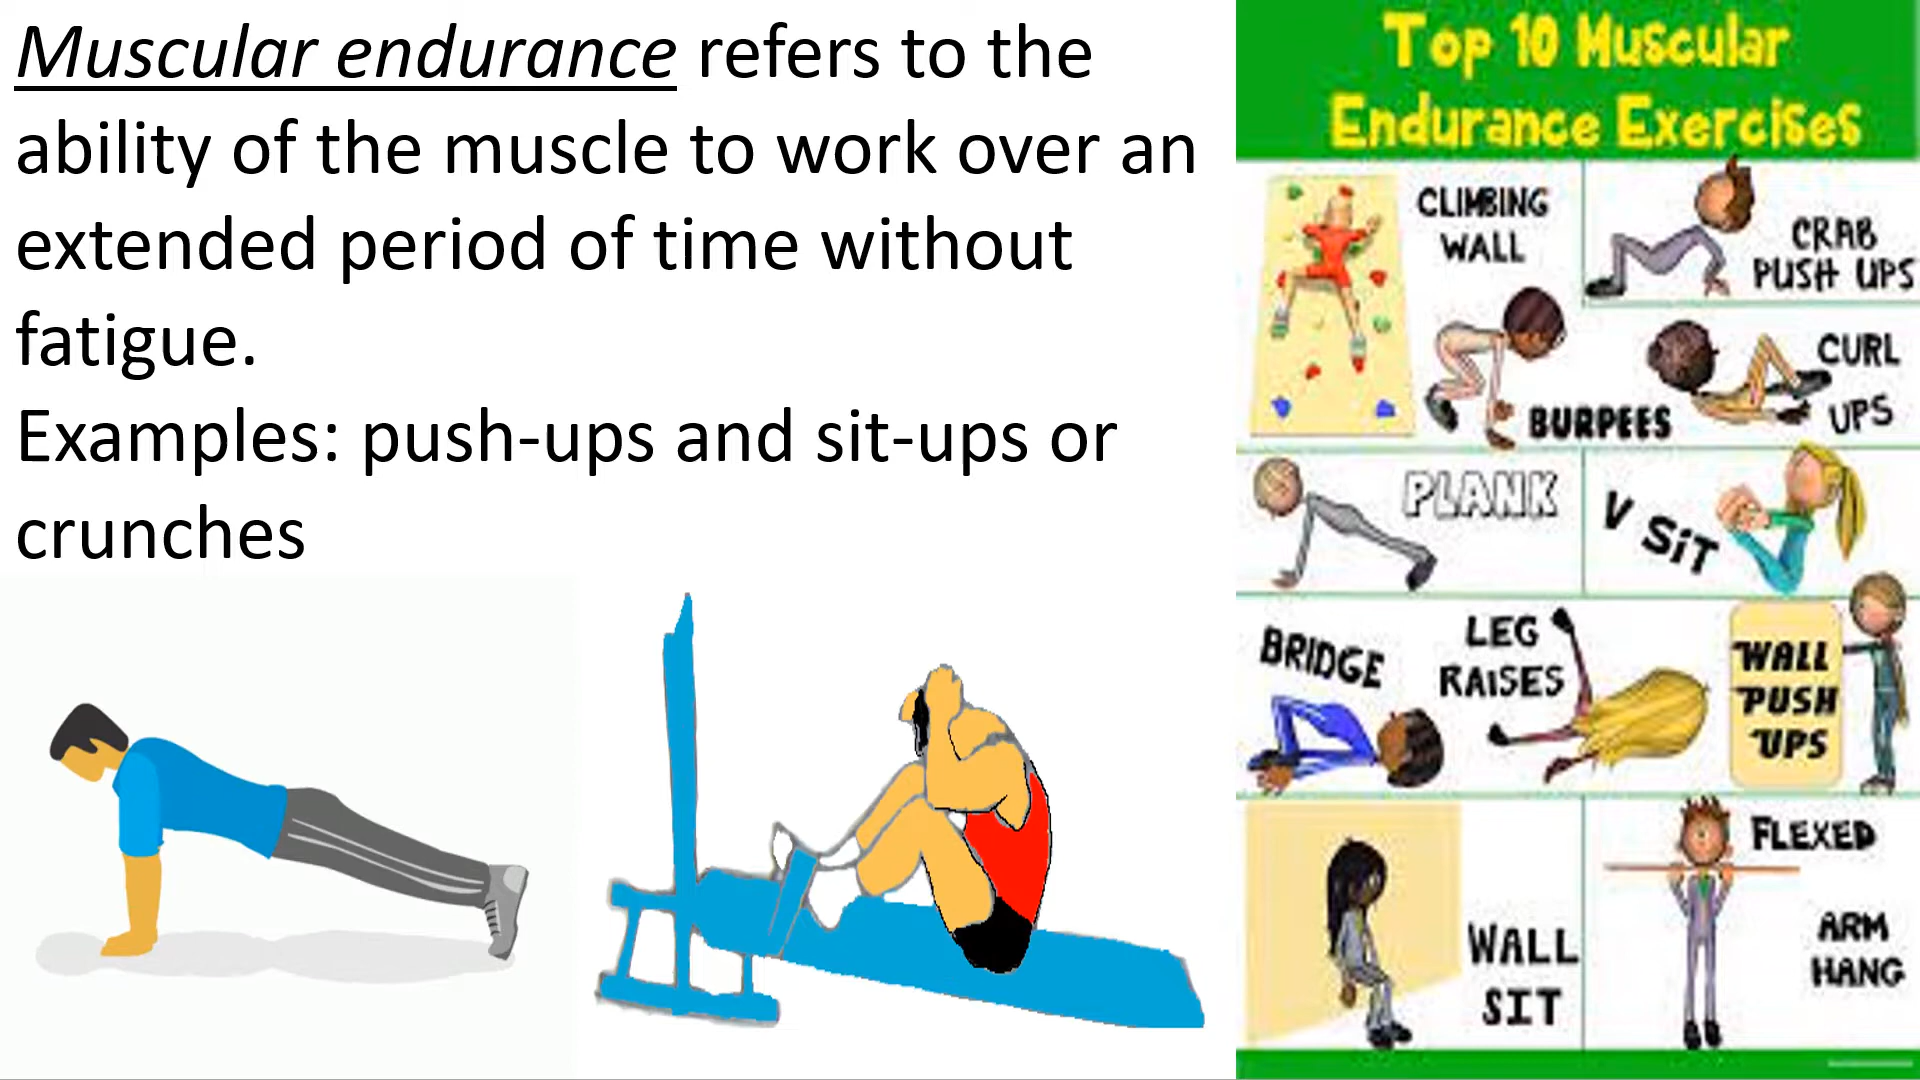 Muscular endurance refers to the
ability of the muscle to work over an
extended period of time without
fatigue.
Examples: push-ups and sit-ups or
crunches
Top 10 Muscular
Endurance Exercises
CLIMBING
WALL
CRAB
PUSH UPS
BURPEES
CURL
UPS
PLANK
V SiT
BRIDGE
LEG
RAISES
WALL
PUSH
UPS
WALL
SIT
FLEXED
ARM
HANG